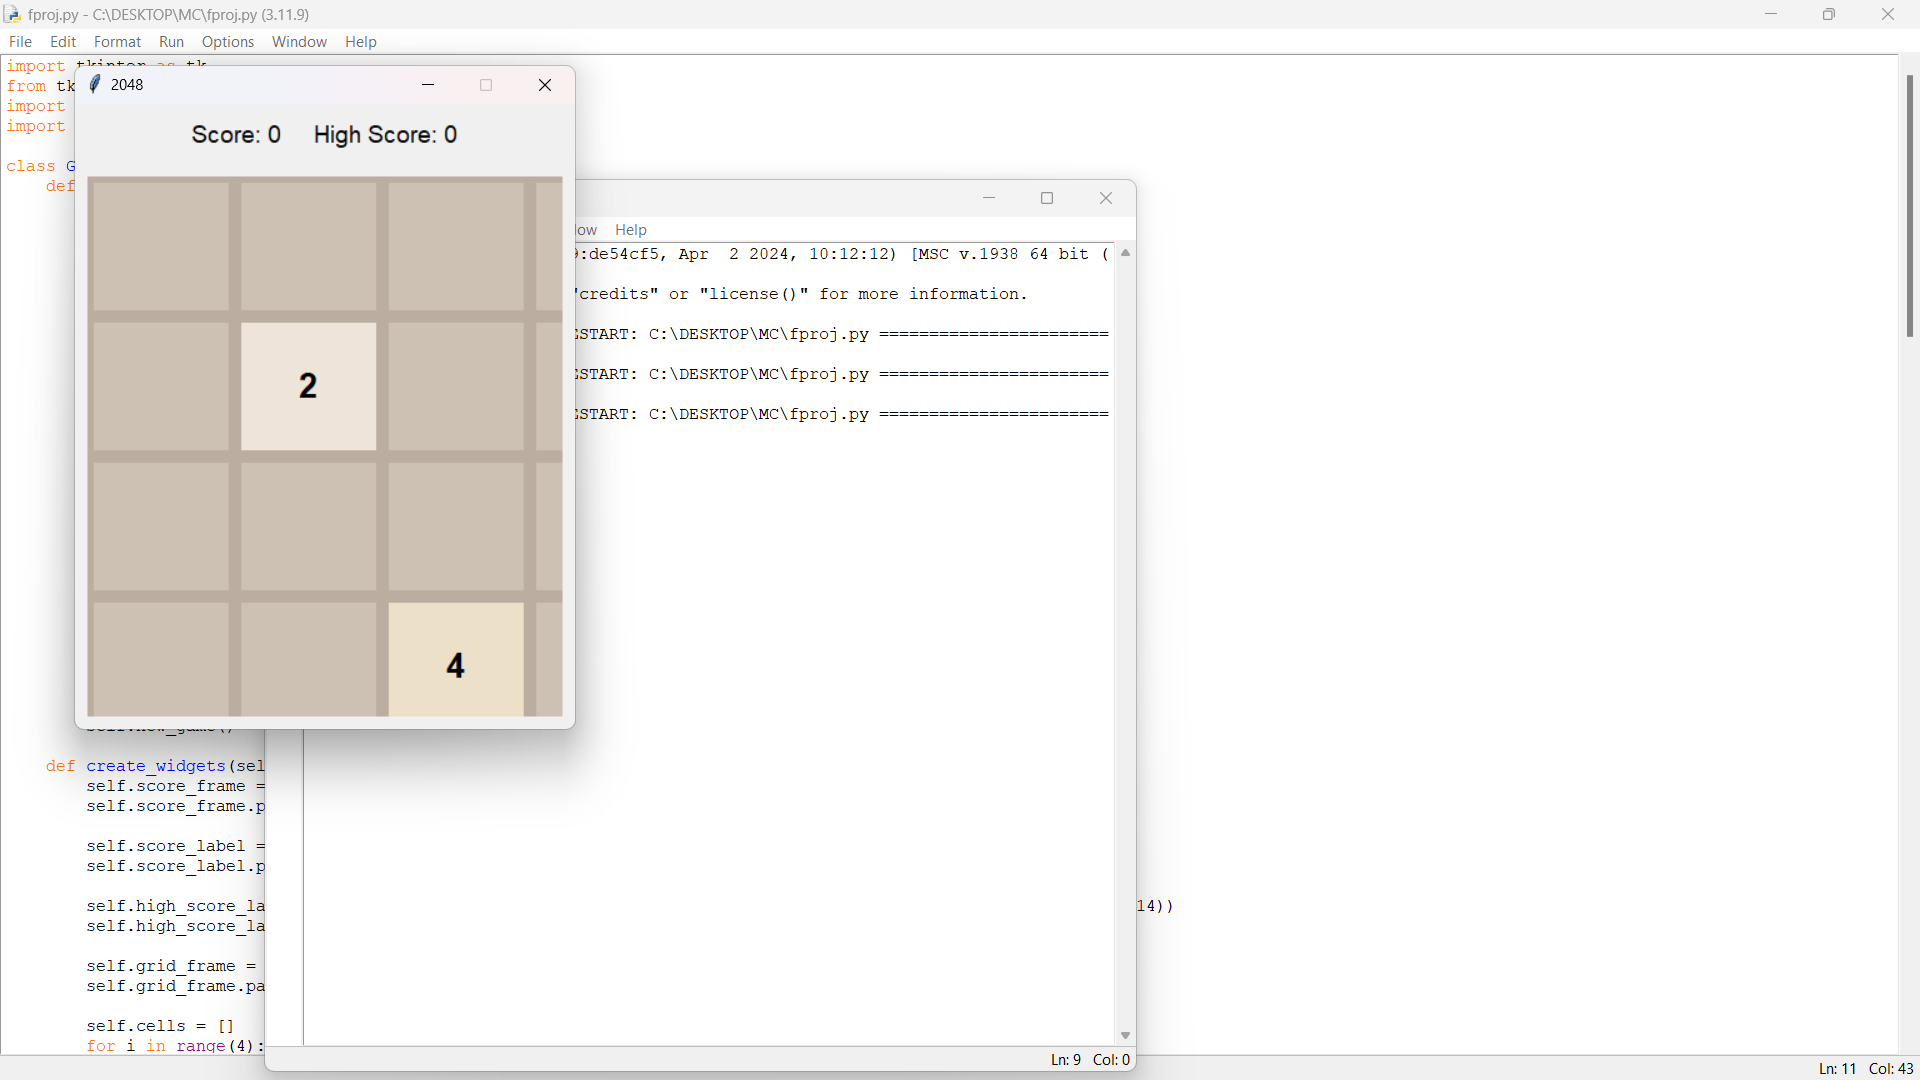 fproj.py - C:\DESKTOP\MC\fproj.py (3.11.9)
File Edit Format Run Options Window Help
import tkinter as tk
from tk
import
import
class G
def
2048
Score: 0 High Score: 0
2
4
Help
:de54cf5, Apr  2 2024, 10:12:12) [MSC v.1938 64 bit (
"credits" or "license()" for more information.
START: C:\DESKTOP\MC\fproj.py =======================
START: C:\DESKTOP\MC\fproj.py =======================
START: C:\DESKTOP\MC\fproj.py =======================
self.new_game()
def create_widgets(sel
self.score_frame =
self.score_frame.p
self.score_label =
self.score_label.p
self.high_score_la 14))
self.high_score_la
self.grid_frame =
self.grid_frame.pa
self.cells = []
for i in range(4):
Ln: 9 Col: 0
Ln: 11 Col: 43